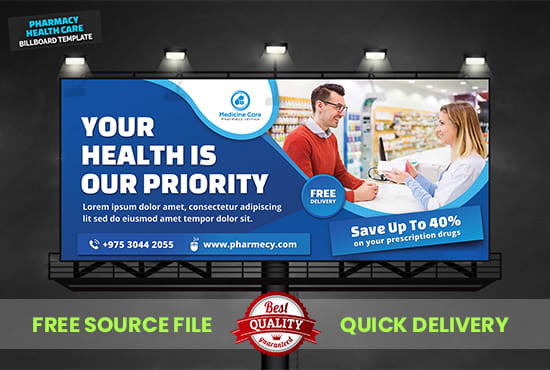 PHARMACY
HEALTH CARE
BILLBOARD TEMPLATE
Medicine Care
Pharmacy service
YOUR
HEALTH IS
OUR PRIORITY
Lorem ipsum dolor amet, consectetur adipiscing
lit sed do eiusmod amet tempor dolor sit.
FREE
DELIVERY
Save Up To 40%
on your prescription drugs
+975 3044 2055
www.pharmecy.com
FREE SOURCE FILE
Best
QUALITY
guaranteed
QUICK DELIVERY